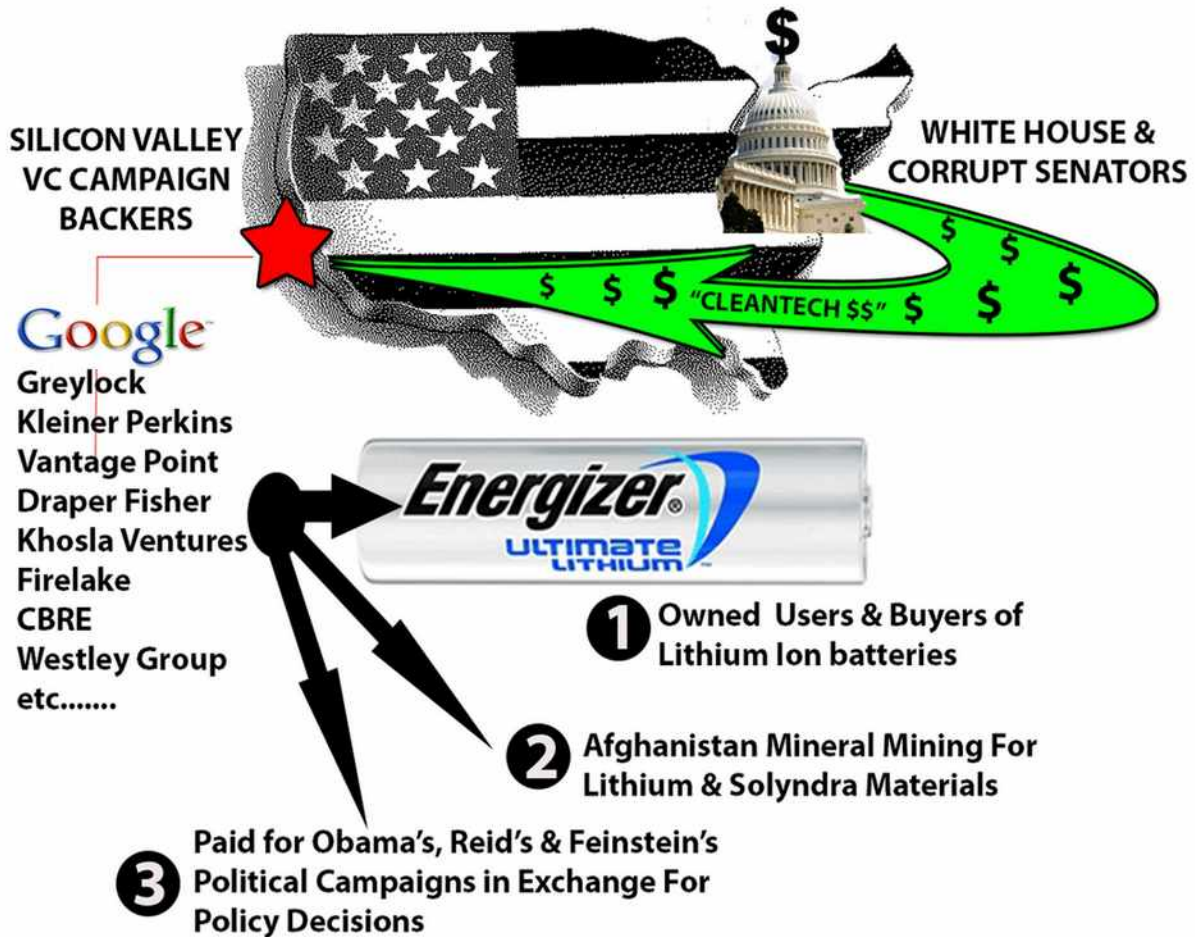 $
SILICON VALLEY
VC CAMPAIGN
BACKERS
WHITE HOUSE &
CORRUPT SENATORS
$ $ $ "CLEANTECH $$" $ $ $ $ $
Google™
Greylock
Kleiner Perkins
Vantage Point
Draper Fisher
Khosla Ventures
Firelake
CBRE
Westley Group
etc.......
Energizer®
ULTIMATE
LITHIUM™
1 Owned Users & Buyers of
Lithium Ion batteries
2 Afghanistan Mineral Mining For
Lithium & Solyndra Materials
3 Paid for Obama's, Reid's & Feinstein's
Political Campaigns in Exchange For
Policy Decisions